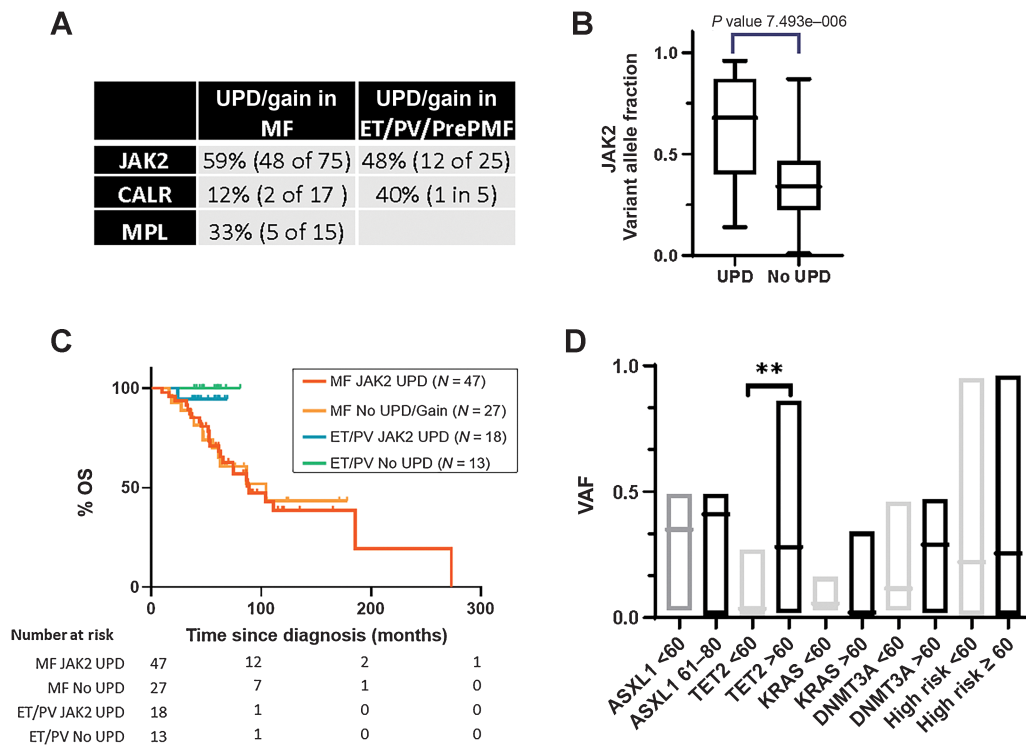 A
UPD/gain in MF
UPD/gain in ET/PV/PrePMF
JAK2 59% (48 of 75) 48% (12 of 25)
CALR 12% (2 of 17 ) 40% (1 in 5)
MPL 33% (5 of 15)
B
P value 7.493e–006
JAK2
Variant allele fraction
1.0
0.5
0.0
UPD No UPD
C
% OS
100
50
0
0 100 200 300
MF JAK2 UPD (N = 47)
MF No UPD/Gain (N = 27)
ET/PV JAK2 UPD (N = 18)
ET/PV No UPD (N = 13)
Number at risk
Time since diagnosis (months)
MF JAK2 UPD 47 12 2 1
MF No UPD 27 7 1 0
ET/PV JAK2 UPD 18 1 0 0
ET/PV No UPD 13 1 0 0
D
VAF
1.0
0.5
0.0
**
ASXL1 <60
ASXL1 61–80
TET2 <60
TET2 >60
KRAS <60
KRAS >60
DNMT3A <60
DNMT3A >60
High risk <60
High risk ≥ 60